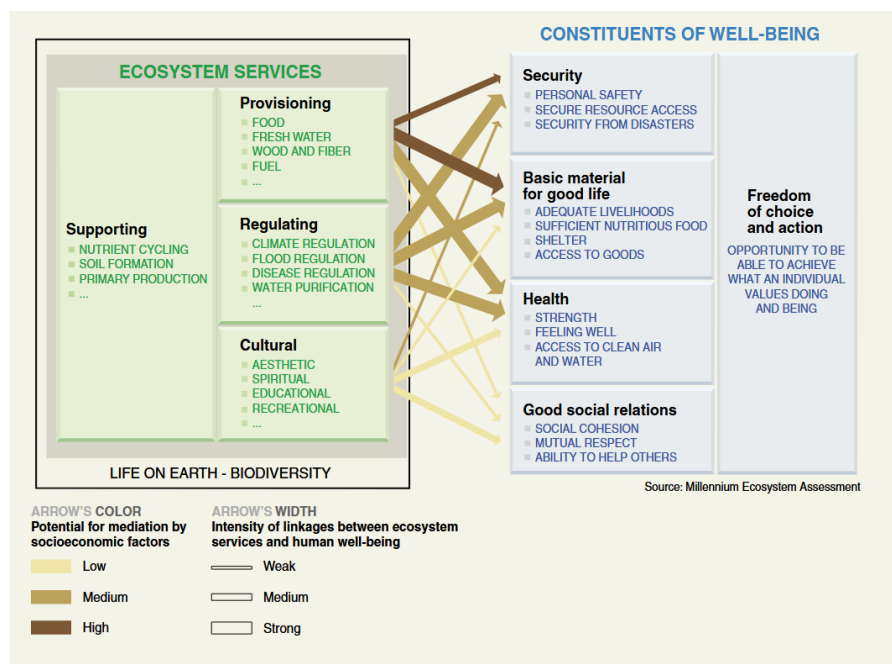 CONSTITUENTS OF WELL-BEING
ECOSYSTEM SERVICES
Supporting
NUTRIENT CYCLING
SOIL FORMATION
PRIMARY PRODUCTION
...
Provisioning
FOOD
FRESH WATER
WOOD AND FIBER
FUEL
...
Regulating
CLIMATE REGULATION
FLOOD REGULATION
DISEASE REGULATION
WATER PURIFICATION
...
Cultural
AESTHETIC
SPIRITUAL
EDUCATIONAL
RECREATIONAL
...
LIFE ON EARTH - BIODIVERSITY
Security
PERSONAL SAFETY
SECURE RESOURCE ACCESS
SECURITY FROM DISASTERS
Basic material
for good life
ADEQUATE LIVELIHOODS
SUFFICIENT NUTRITIOUS FOOD
SHELTER
ACCESS TO GOODS
Health
STRENGTH
FEELING WELL
ACCESS TO CLEAN AIR
AND WATER
Good social relations
SOCIAL COHESION
MUTUAL RESPECT
ABILITY TO HELP OTHERS
Freedom
of choice
and action
OPPORTUNITY TO BE
ABLE TO ACHIEVE
WHAT AN INDIVIDUAL
VALUES DOING
AND BEING
Source: Millennium Ecosystem Assessment
ARROW'S COLOR
Potential for mediation by
socioeconomic factors
Low
Medium
High
ARROW'S WIDTH
Intensity of linkages between ecosystem
services and human well-being
Weak
Medium
Strong